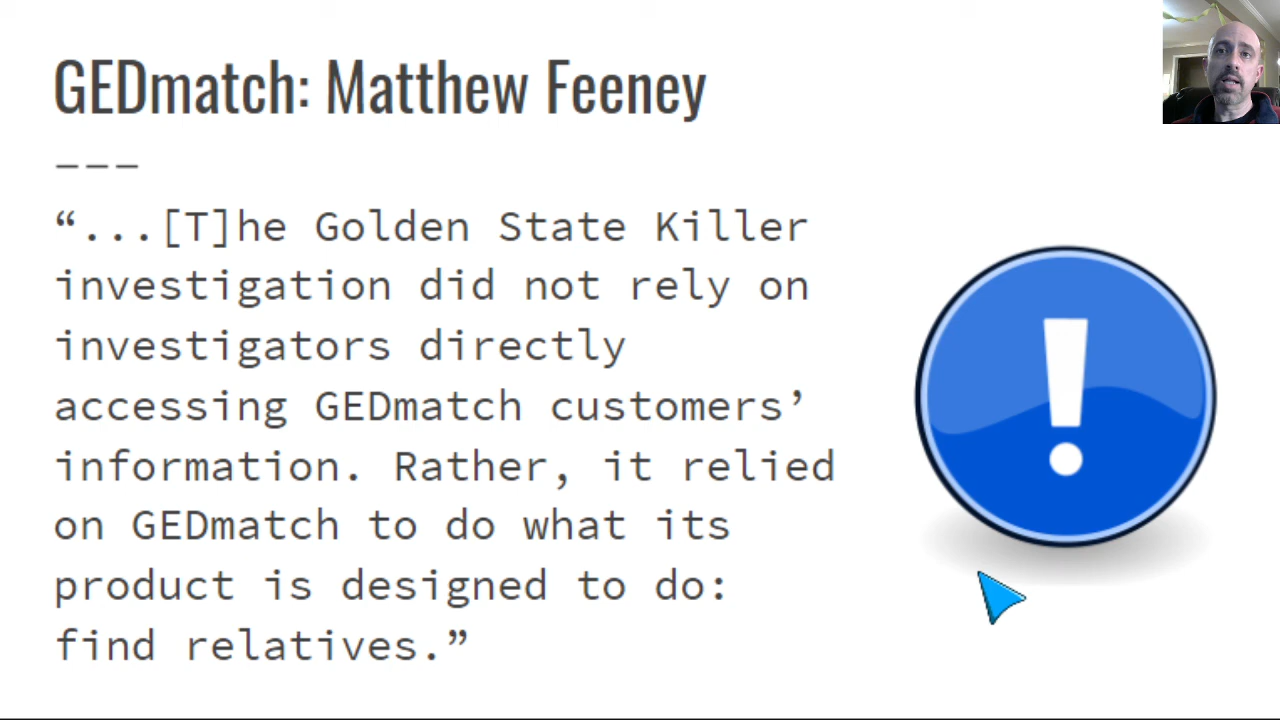 GEDmatch: Matthew Feeney
———
“...[T]he Golden State Killer
investigation did not rely on
investigators directly
accessing GEDmatch customers’
information. Rather, it relied
on GEDmatch to do what its
product is designed to do:
find relatives.”